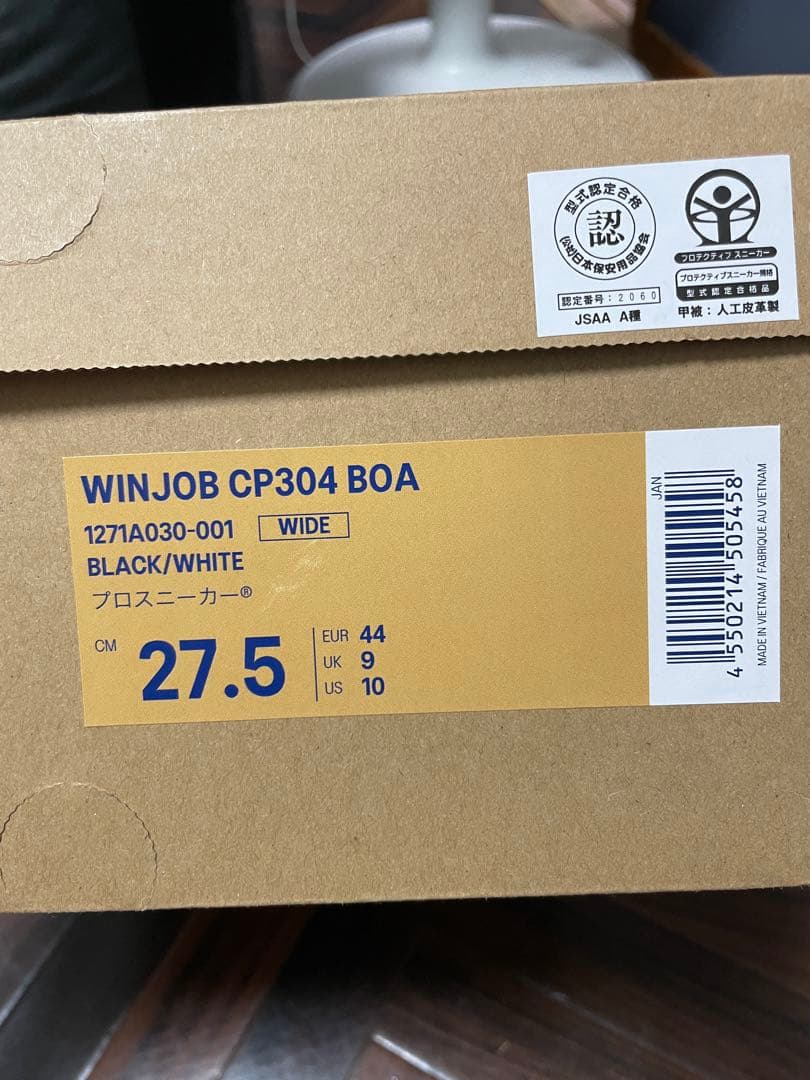 型式認定合格
認
(公社)日本保安用品協会
認定番号:2060
JSAA A種
プロテクティブ スニーカー
プロテクティブスニーカー規格
型式認定合格品
甲被:人工皮革製
WINJOB CP304 BOA
1271A030-001 WIDE
BLACK/WHITE
プロスニーカー®
CM 27.5
EUR 44
UK 9
US 10
JAN
4 550214 505458
MADE IN VIETNAM / FABRIQUE AU VIETNAM